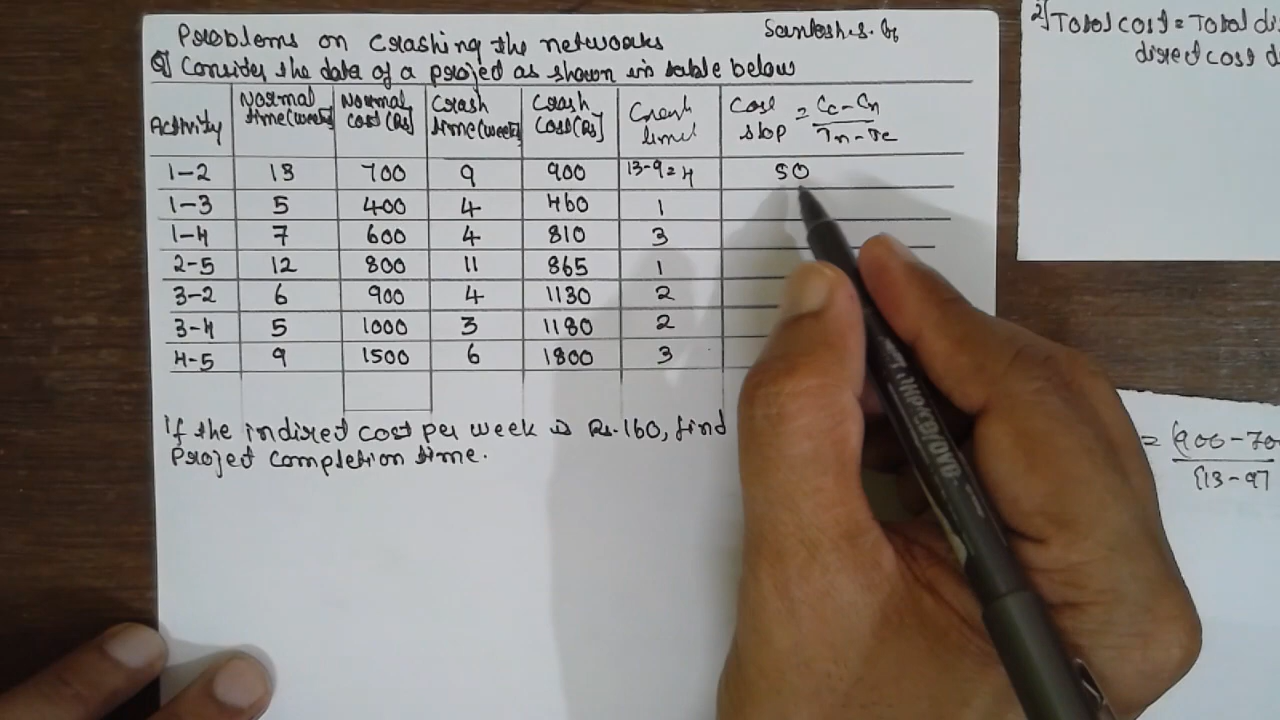 Problems on Crashing the networks
Santosh.S.
Q) Consider the data of a project as shown in table below
Activity | Normal time(weeks) | Normal cost(Rs) | Crash time(weeks) | Crash Cost(Rs) | Crash limit | Cost slop = Cc-Cn / Tn-Tc
1-2 | 13 | 700 | 9 | 900 | 13-9=4 | 50
1-3 | 5 | 400 | 4 | 460 | 1
1-4 | 7 | 600 | 4 | 810 | 3
2-5 | 12 | 800 | 11 | 865 | 1
3-2 | 6 | 900 | 4 | 1130 | 2
3-4 | 5 | 1000 | 3 | 1180 | 2
4-5 | 9 | 1500 | 6 | 1800 | 3
If the indirect cost per week is Rs.160, find
Project completion time.
2) Total cost = Total di
direct cost d
= (900-70
{13-9}